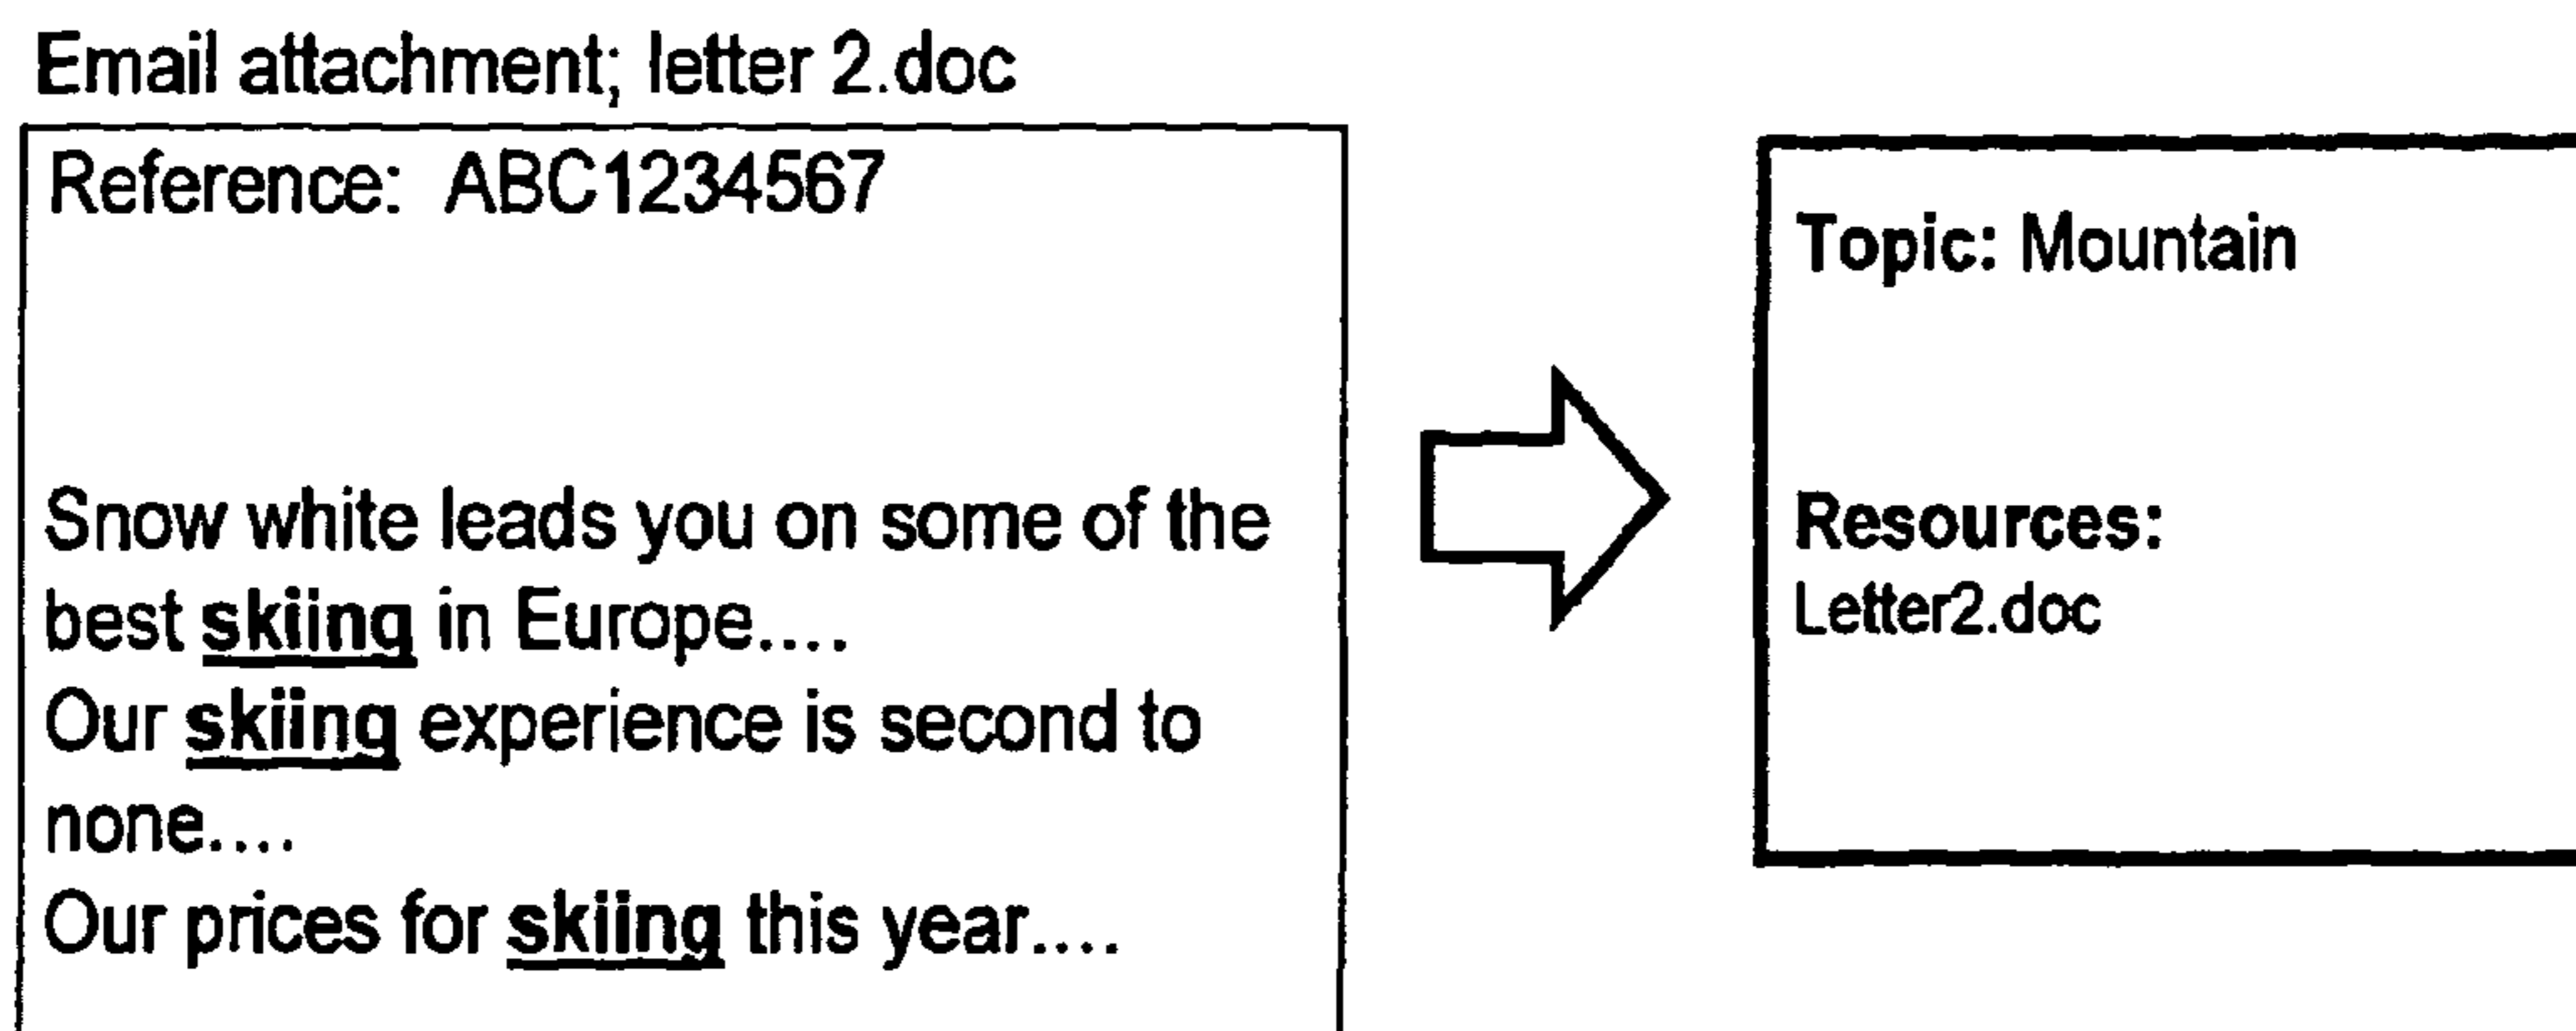 Email attachment; letter 2.doc
Reference: ABC1234567
Snow white leads you on some of the
best skiing in Europe....
Our skiing experience is second to
none....
Our prices for skiing this year....
Topic: Mountain
Resources:
Letter2.doc